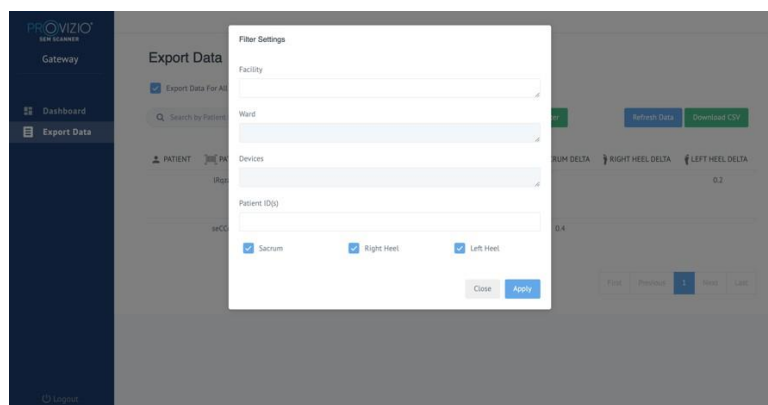 PROVIZIO
SEM SCANNER
Gateway
Dashboard
Export Data
Logout
Export Data
Export Data For All
Search by Patient
Refresh Data
Download CSV
PATIENT
RIGHT HEEL DELTA
LEFT HEEL DELTA
0.2
0.4
First
Previous
1
Next
Last
Filter Settings
Facility
Ward
Devices
Patient ID(s)
Sacrum
Right Heel
Left Heel
Close
Apply